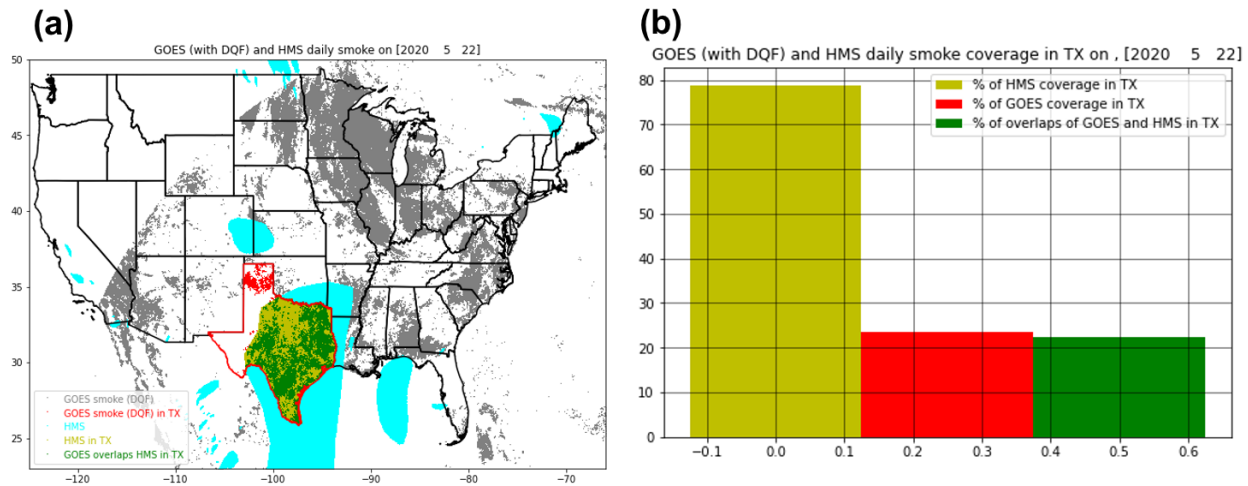 (a)
GOES (with DQF) and HMS daily smoke on [2020 5 22]
50
45
40
35
30
25
−120
−110
−100
−90
−80
−70
GOES smoke (DQF)
GOES smoke (DQF) in TX
HMS
HMS in TX
GOES overlaps HMS in TX
(b)
GOES (with DQF) and HMS daily smoke coverage in TX on , [2020 5 22]
80
70
60
50
40
30
20
10
0
−0.1
0.0
0.1
0.2
0.3
0.4
0.5
0.6
% of HMS coverage in TX
% of GOES coverage in TX
% of overlaps of GOES and HMS in TX